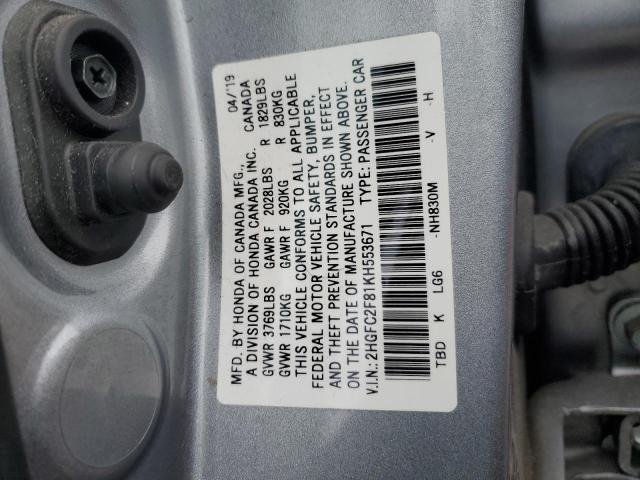 MFD. BY HONDA OF CANADA MFG., 04/'19
A DIVISION OF HONDA CANADA INC. CANADA
GVWR 3769LBS GAWR F 2028LBS R 1829LBS
GVWR 1710KG GAWR F 920KG R 830KG
THIS VEHICLE CONFORMS TO ALL APPLICABLE
FEDERAL MOTOR VEHICLE SAFETY, BUMPER,
AND THEFT PREVENTION STANDARDS IN EFFECT
ON THE DATE OF MANUFACTURE SHOWN ABOVE.
V.I.N.: 2HGFC2F81KH553671 TYPE: PASSENGER CAR
TBD K LG6 -NH830M -V -H